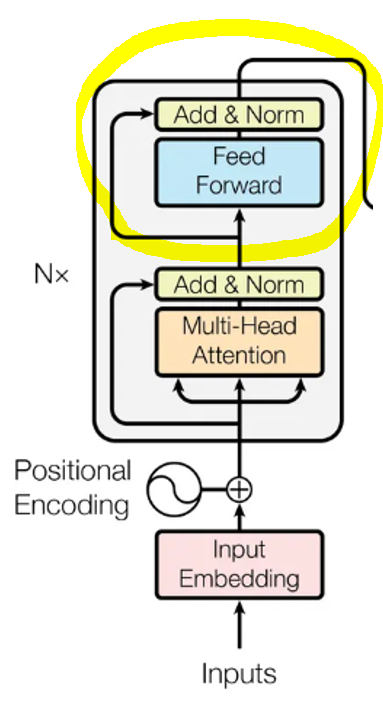 Add & Norm
Feed
Forward
Add & Norm
Nx
Multi-Head
Attention
Positional
Encoding
Input
Embedding
Inputs